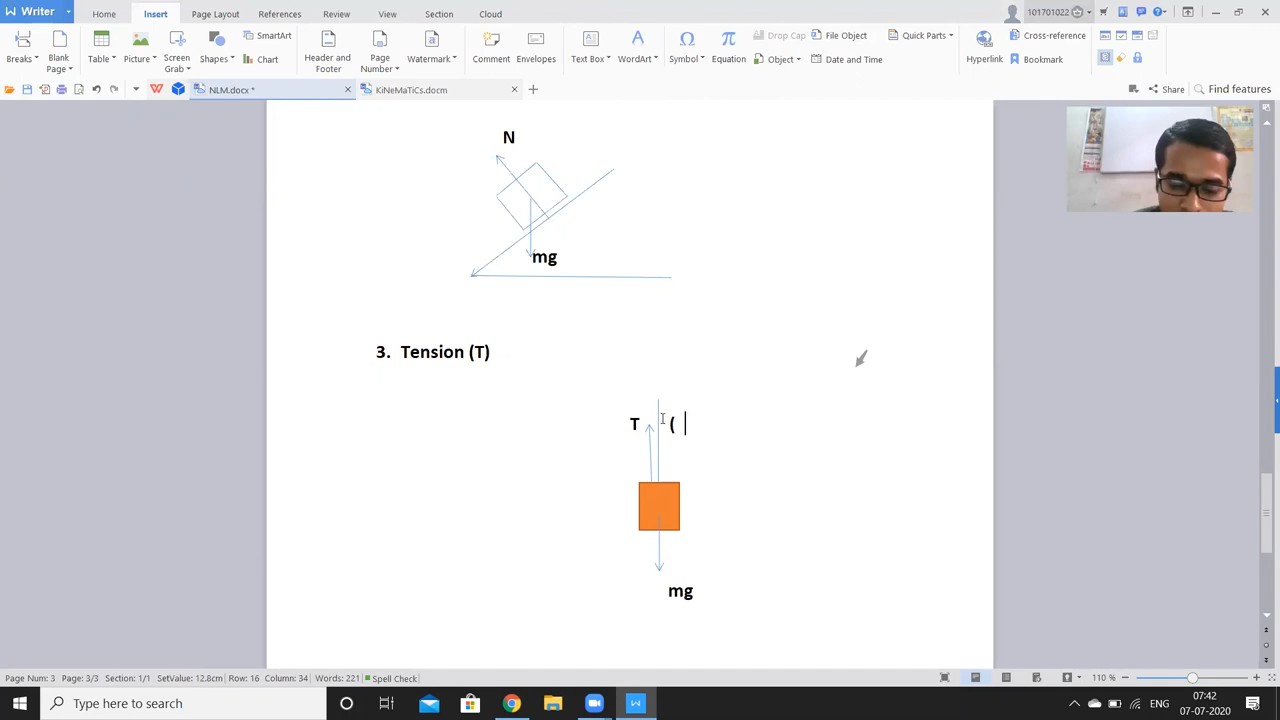 Writer
Home
Insert
Page Layout
References
Review
View
Section
Cloud
101701022
Breaks
Blank Page
Table
Picture
Screen Grab
Shapes
SmartArt
Chart
Header and Footer
Page Number
Watermark
Comment
Envelopes
Text Box
WordArt
Symbol
Equation
Drop Cap
Object
File Object
Date and Time
Quick Parts
Hyperlink
Cross-reference
Bookmark
NLM.docx *
KiNeMaTiCs.docm
Share
Find features
N
mg
3. Tension (T)
T (
mg
Page Num: 3 Page: 3/3 Section: 1/1 SetValue: 12.8cm Row: 16 Column: 34 Words: 221 Spell Check
110 %
Type here to search
ENG
07:42
07-07-2020